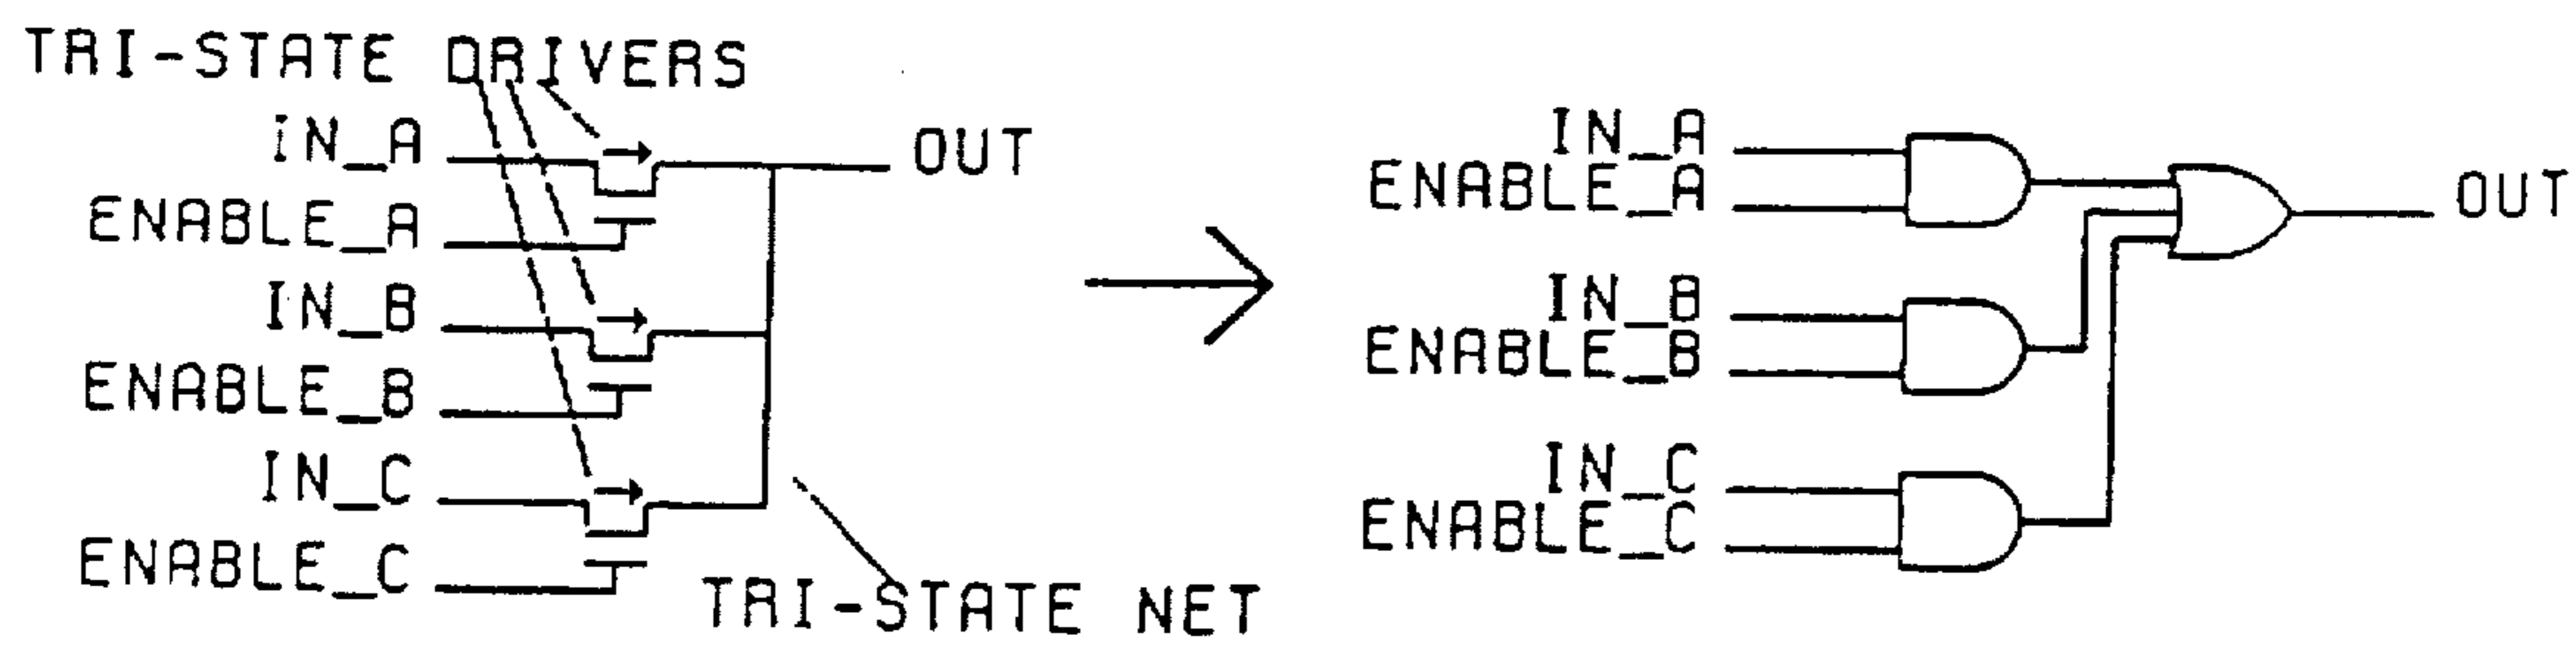 TRI-STATE DRIVERS
IN_A
ENABLE_A
IN_B
ENABLE_B
IN_C
ENABLE_C
OUT
TRI-STATE NET
IN_A
ENABLE_A
IN_B
ENABLE_B
IN_C
ENABLE_C
OUT